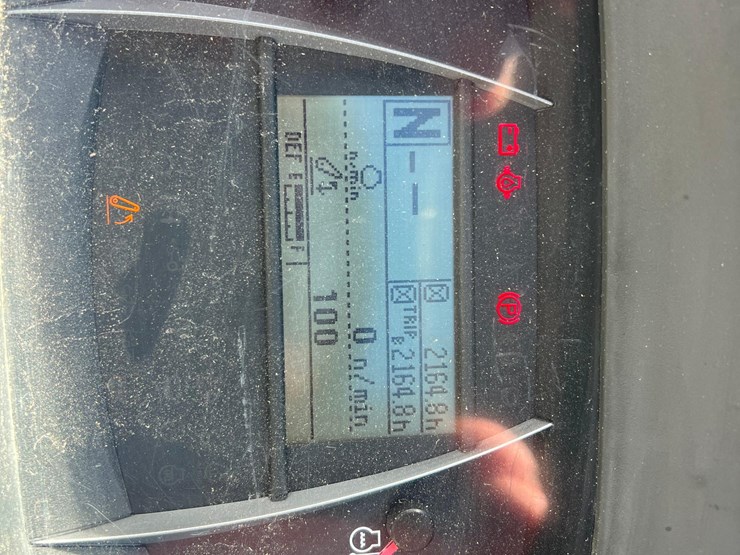 P
N -- 2164.8h
TRIP B 2164.8h
n/min 0 n/min
100
DEF E F